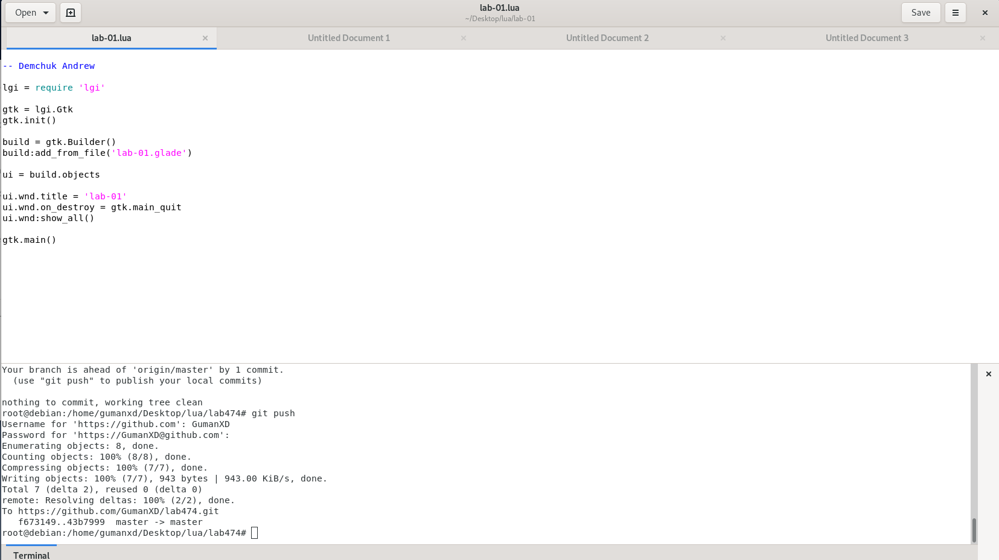 Open
lab-01.lua
~/Desktop/lua/lab-01
Save
lab-01.lua
Untitled Document 1
Untitled Document 2
Untitled Document 3
-- Demchuk Andrew
lgi = require 'lgi'
gtk = lgi.Gtk
gtk.init()
build = gtk.Builder()
build:add_from_file('lab-01.glade')
ui = build.objects
ui.wnd.title = 'lab-01'
ui.wnd.on_destroy = gtk.main_quit
ui.wnd:show_all()
gtk.main()
Your branch is ahead of 'origin/master' by 1 commit.
  (use "git push" to publish your local commits)
nothing to commit, working tree clean
root@debian:/home/gumanxd/Desktop/lua/lab474# git push
Username for 'https://github.com': GumanXD
Password for 'https://GumanXD@github.com':
Enumerating objects: 8, done.
Counting objects: 100% (8/8), done.
Compressing objects: 100% (7/7), done.
Writing objects: 100% (7/7), 943 bytes | 943.00 KiB/s, done.
Total 7 (delta 2), reused 0 (delta 0)
remote: Resolving deltas: 100% (2/2), done.
To https://github.com/GumanXD/lab474.git
   f673149..43b7999  master -> master
root@debian:/home/gumanxd/Desktop/lua/lab474#
Terminal